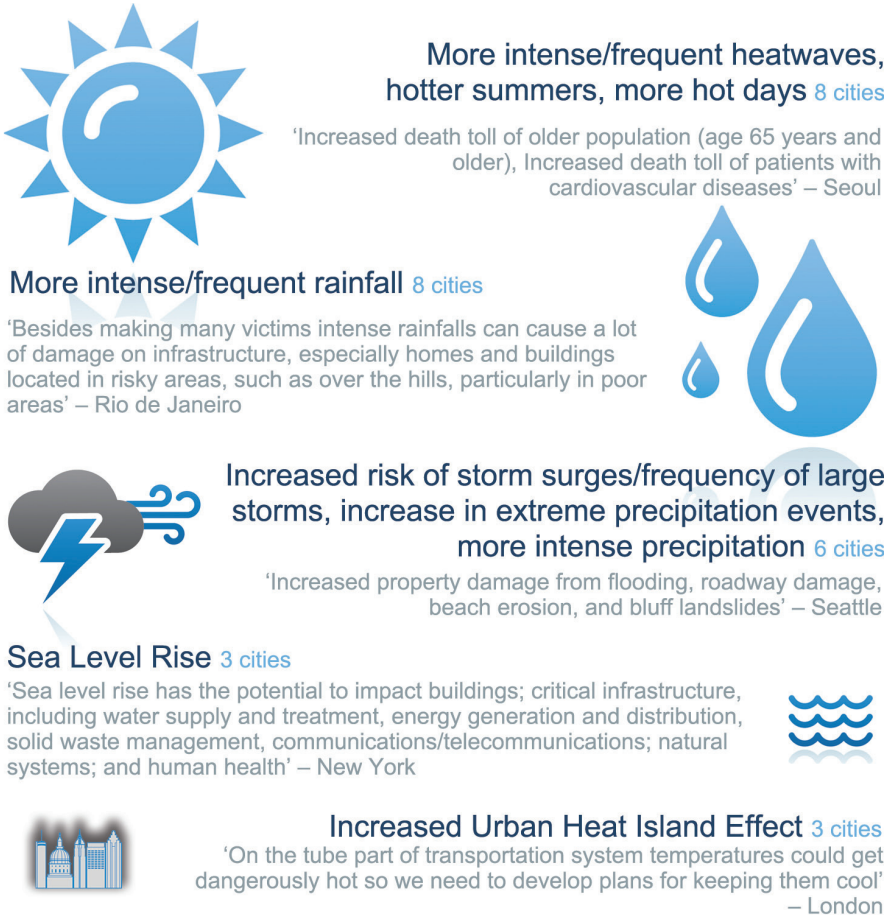 More intense/frequent heatwaves,
hotter summers, more hot days 8 cities
‘Increased death toll of older population (age 65 years and
older), Increased death toll of patients with
cardiovascular diseases’ – Seoul
More intense/frequent rainfall 8 cities
‘Besides making many victims intense rainfalls can cause a lot
of damage on infrastructure, especially homes and buildings
located in risky areas, such as over the hills, particularly in poor
areas’ – Rio de Janeiro
Increased risk of storm surges/frequency of large
storms, increase in extreme precipitation events,
more intense precipitation 6 cities
‘Increased property damage from flooding, roadway damage,
beach erosion, and bluff landslides’ – Seattle
Sea Level Rise 3 cities
‘Sea level rise has the potential to impact buildings; critical infrastructure,
including water supply and treatment, energy generation and distribution,
solid waste management, communications/telecommunications; natural
systems; and human health’ – New York
Increased Urban Heat Island Effect 3 cities
‘On the tube part of transportation system temperatures could get
dangerously hot so we need to develop plans for keeping them cool’
– London